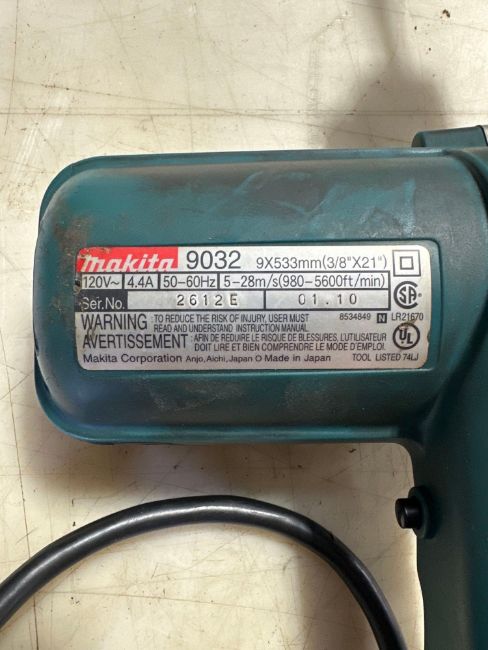 makita 9032 9X533mm(3/8"X21")
120V~ 4.4A 50-60Hz 5-28m/s(980-5600ft/min)
Ser.No. 2612E 01.10
WARNING : TO REDUCE THE RISK OF INJURY, USER MUST READ AND UNDERSTAND INSTRUCTION MANUAL.
8534849 N LR21670
AVERTISSEMENT : AFIN DE REDUIRE LE RISQUE DE BLESSURES, L'UTILISATEUR DOIT LIRE ET BIEN COMPRENDRE LE MODE D'EMPLOI.
Makita Corporation Anjo, Aichi, Japan O Made in Japan TOOL LISTED 74LJ
SA
UL